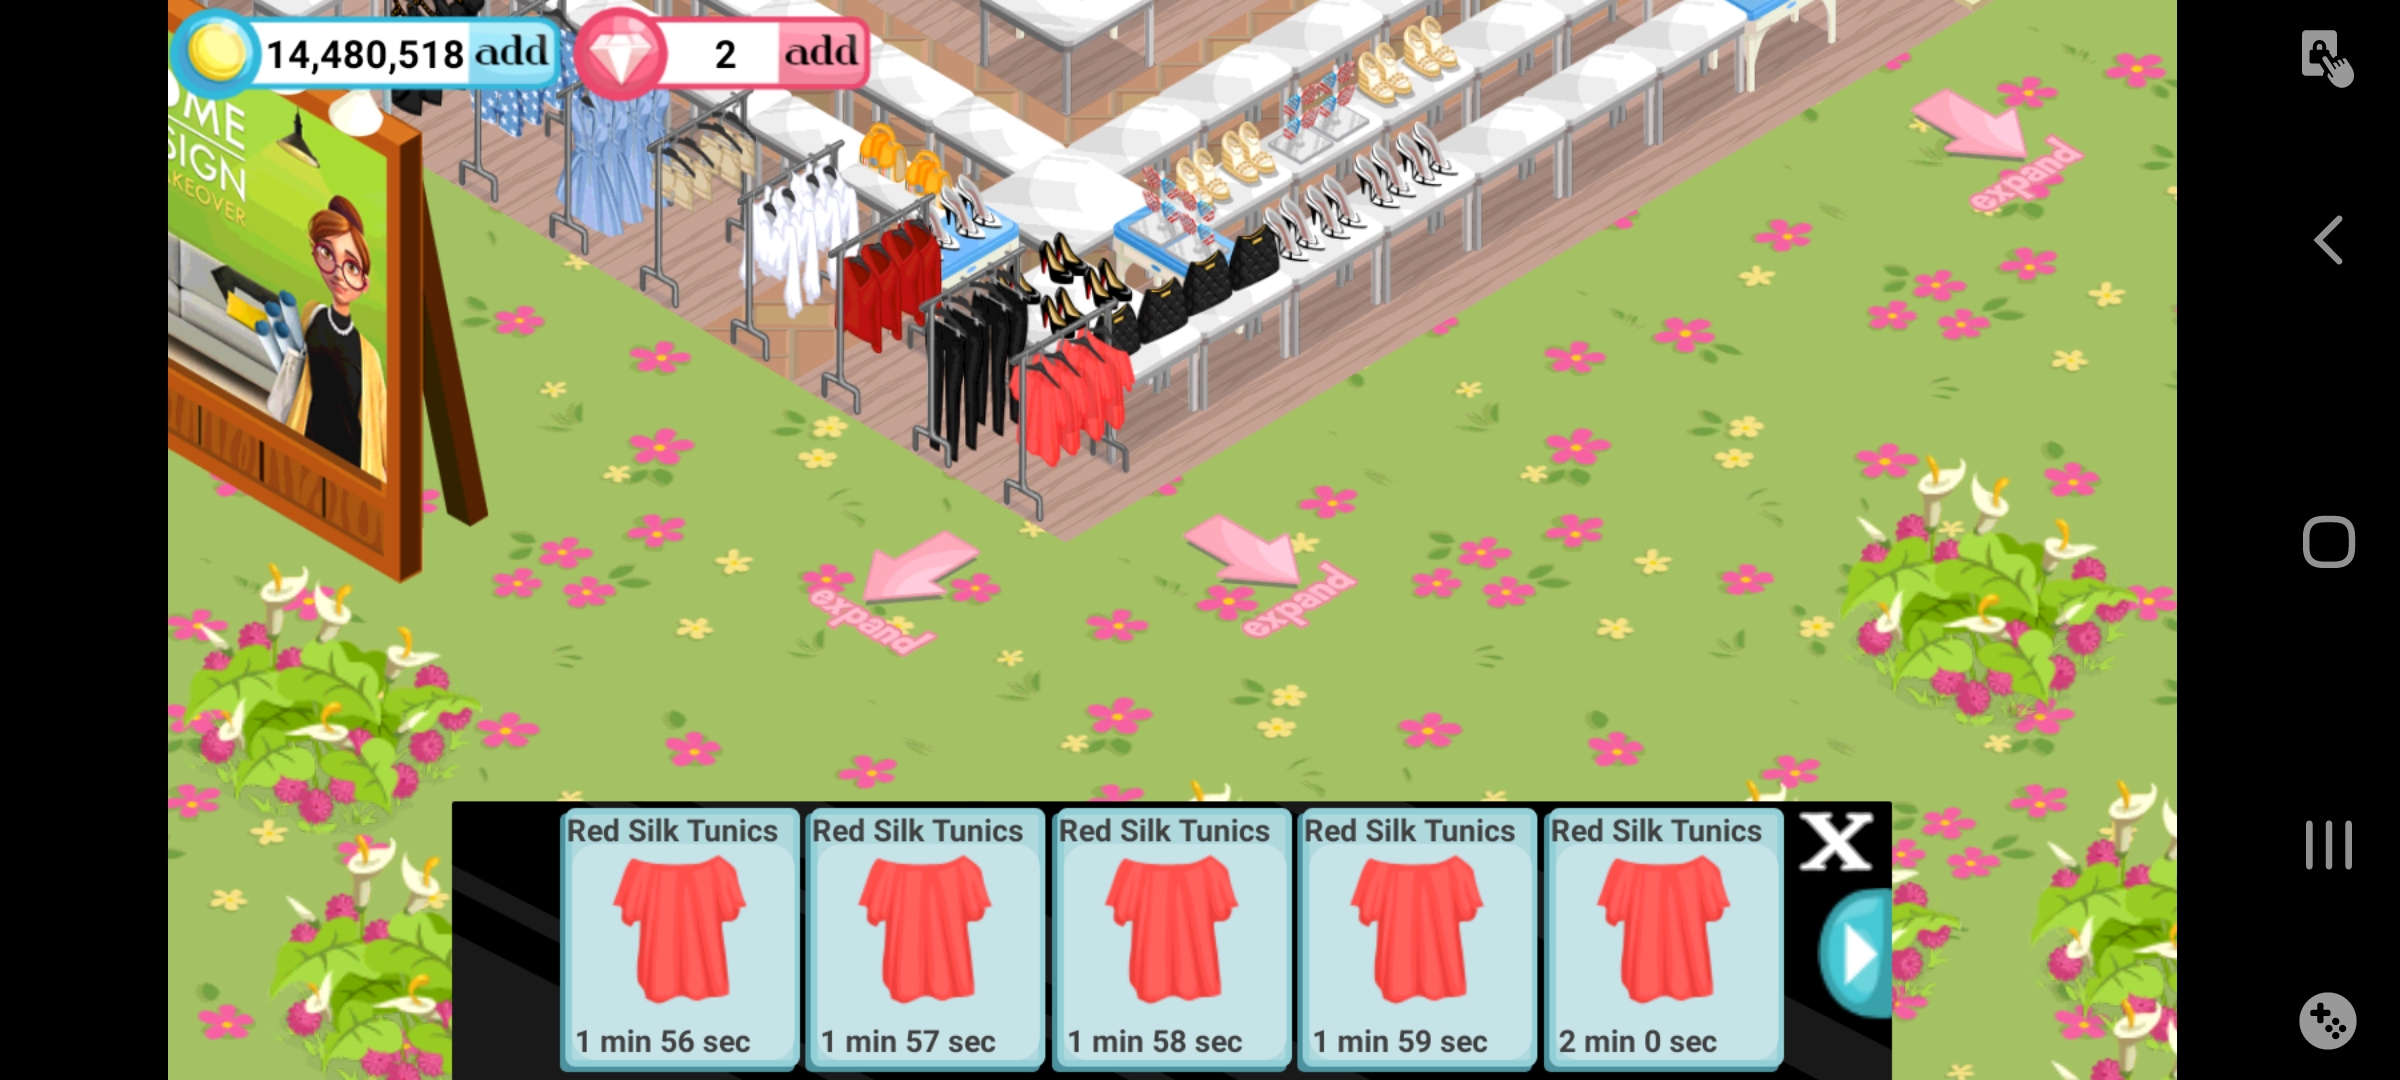 14,480,518 add
2 add
OME
SIGN
KEOVER
expand
expand
expand
Red Silk Tunics
1 min 56 sec
Red Silk Tunics
1 min 57 sec
Red Silk Tunics
1 min 58 sec
Red Silk Tunics
1 min 59 sec
Red Silk Tunics
2 min 0 sec
X